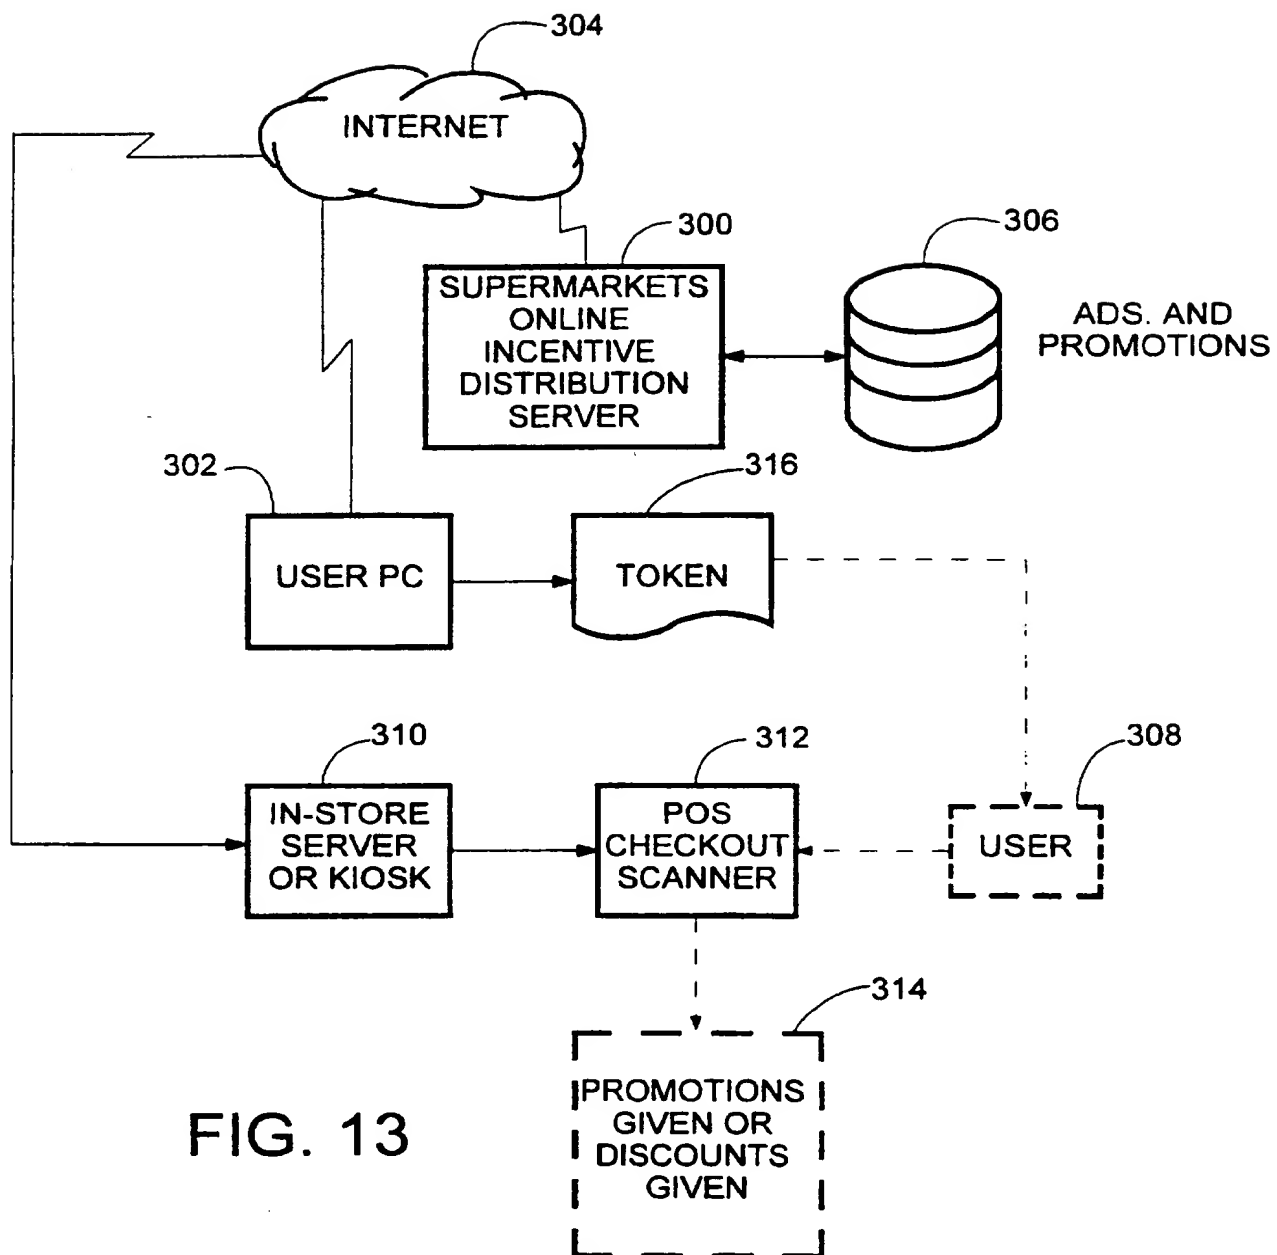 304
INTERNET
300
306
SUPERMARKETS
ONLINE
INCENTIVE
DISTRIBUTION
SERVER
ADS. AND
PROMOTIONS
302
316
USER PC
TOKEN
310
312
308
IN-STORE
SERVER
OR KIOSK
POS
CHECKOUT
SCANNER
USER
314
PROMOTIONS
GIVEN OR
DISCOUNTS
GIVEN
FIG. 13